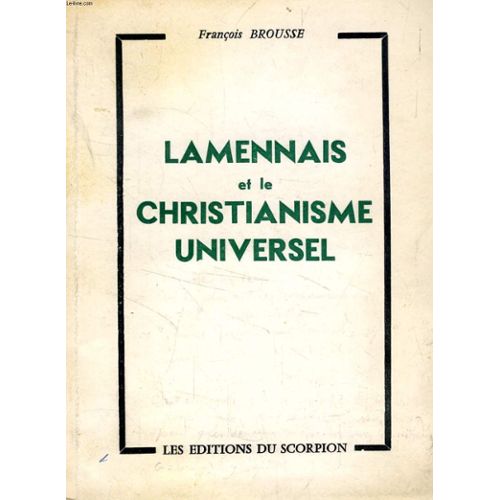 François BROUSSE
LAMENNAIS
et le
CHRISTIANISME
UNIVERSEL
LES EDITIONS DU SCORPION